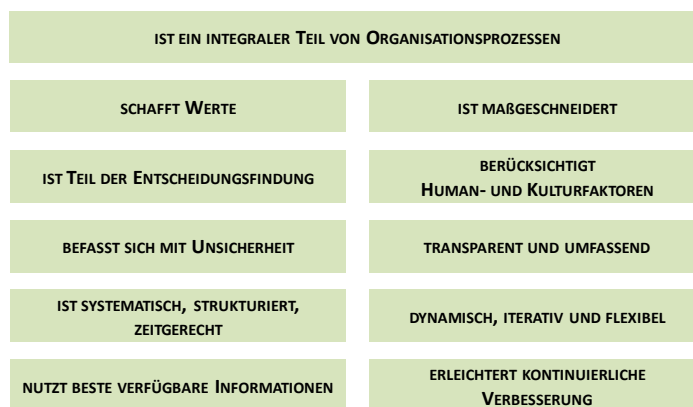 IST EIN INTEGRALER TEIL VON ORGANISATIONSPROZESSEN
SCHAFFT WERTE
IST MAßGESCHNEIDERT
IST TEIL DER ENTSCHEIDUNGSFINDUNG
BERÜCKSICHTIGT
HUMAN- UND KULTURFAKTOREN
BEFASST SICH MIT UNSICHERHEIT
TRANSPARENT UND UMFASSEND
IST SYSTEMATISCH, STRUKTURIERT,
ZEITGERECHT
DYNAMISCH, ITERATIV UND FLEXIBEL
NUTZT BESTE VERFÜGBARE INFORMATIONEN
ERLEICHTERT KONTINUIERLICHE
VERBESSERUNG